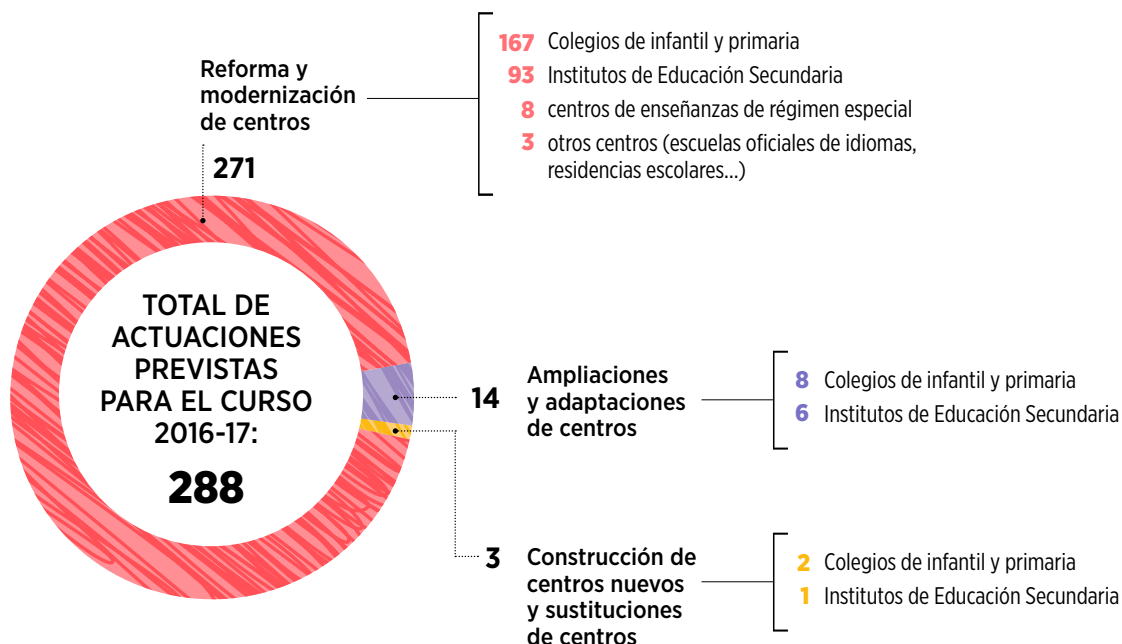 Reforma y
modernización
de centros
271
167 Colegios de infantil y primaria
93 Institutos de Educación Secundaria
8 centros de enseñanzas de régimen especial
3 otros centros (escuelas oficiales de idiomas,
residencias escolares...)
TOTAL DE
ACTUACIONES
PREVISTAS
PARA EL CURSO
2016-17:
288
14
Ampliaciones
y adaptaciones
de centros
8 Colegios de infantil y primaria
6 Institutos de Educación Secundaria
3
Construcción de
centros nuevos
y sustituciones
de centros
2 Colegios de infantil y primaria
1 Institutos de Educación Secundaria